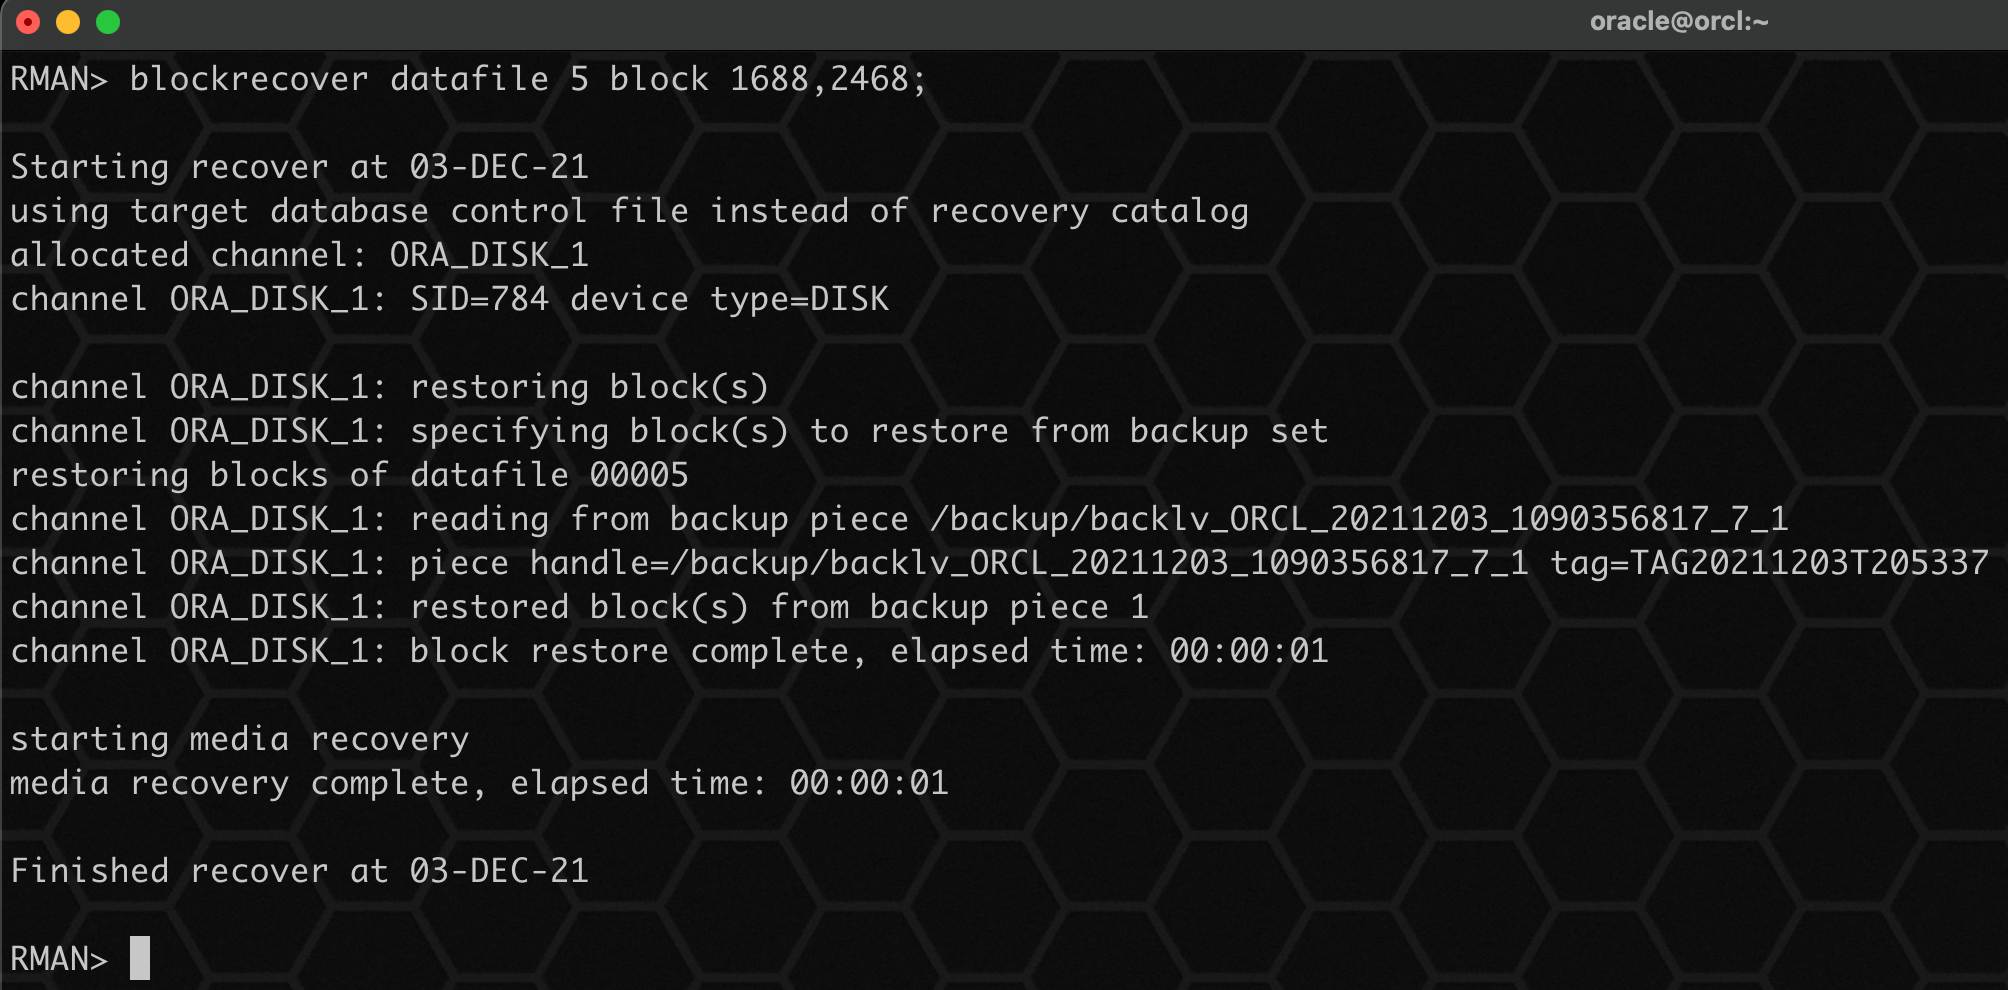 oracle@orcl:~
RMAN> blockrecover datafile 5 block 1688,2468;
Starting recover at 03-DEC-21
using target database control file instead of recovery catalog
allocated channel: ORA_DISK_1
channel ORA_DISK_1: SID=784 device type=DISK
channel ORA_DISK_1: restoring block(s)
channel ORA_DISK_1: specifying block(s) to restore from backup set
restoring blocks of datafile 00005
channel ORA_DISK_1: reading from backup piece /backup/backlv_ORCL_20211203_1090356817_7_1
channel ORA_DISK_1: piece handle=/backup/backlv_ORCL_20211203_1090356817_7_1 tag=TAG20211203T205337
channel ORA_DISK_1: restored block(s) from backup piece 1
channel ORA_DISK_1: block restore complete, elapsed time: 00:00:01
starting media recovery
media recovery complete, elapsed time: 00:00:01
Finished recover at 03-DEC-21
RMAN>